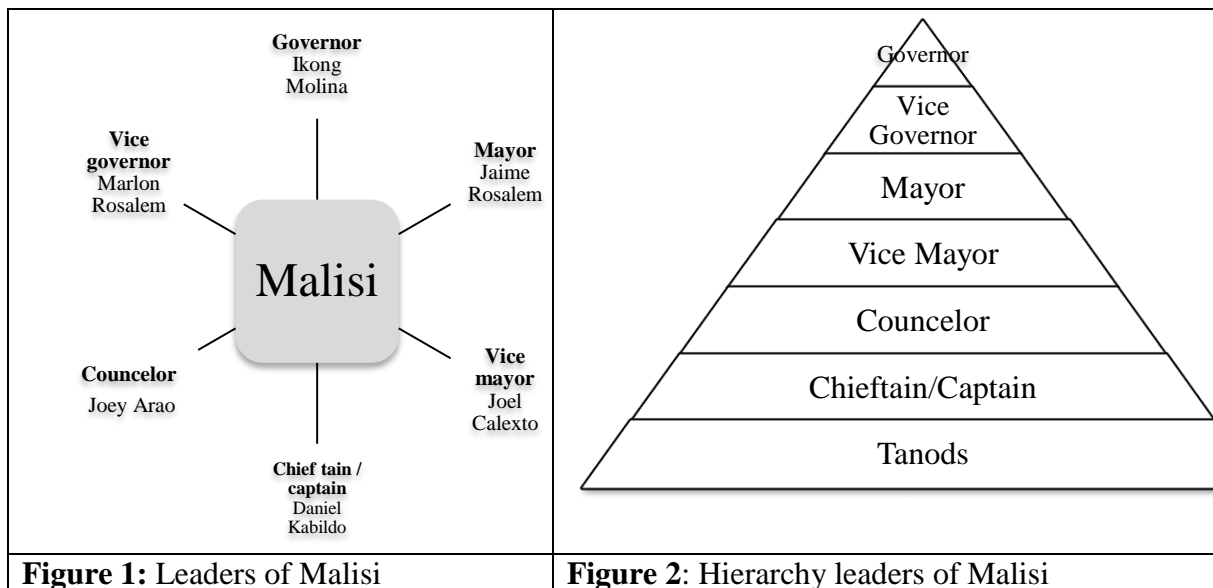 Governor
Ikong
Molina
Vice
governor
Marlon
Rosalem
Mayor
Jaime
Rosalem
Malisi
Councelor
Joey Arao
Vice
mayor
Joel
Calexto
Chief tain /
captain
Daniel
Kabildo
Figure 1: Leaders of Malisi
Governor
Vice
Governor
Mayor
Vice Mayor
Councelor
Chieftain/Captain
Tanods
Figure 2: Hierarchy leaders of Malisi